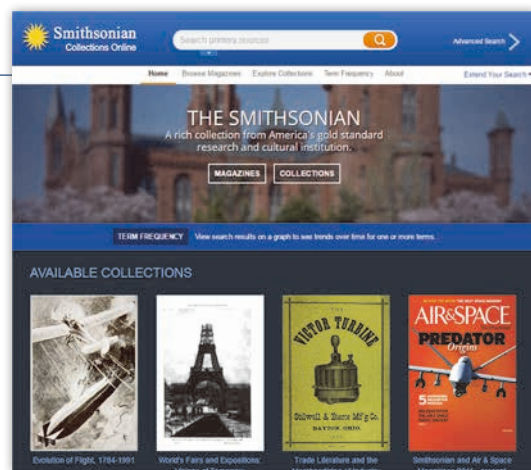 Smithsonian
Collections Online
Search primary sources
Advanced Search
Home Browse Magazines Explore Collections Term Frequency About
Extend Your Search
THE SMITHSONIAN
A rich collection from America's gold standard
research and cultural institution.
MAGAZINES COLLECTIONS
TERM FREQUENCY View search results on a graph to see trends over time for one or more terms.
AVAILABLE COLLECTIONS
THE
VICTOR TURBINE
Stilwell & Bierce M'f'g Co.
DAYTON, OHIO.
AIR&SPACE
PREDATOR
Origins
5
Evolution of Flight, 1784-1991
World's Fairs and Expositions:
Trade Literature and the
Smithsonian and Air & Space